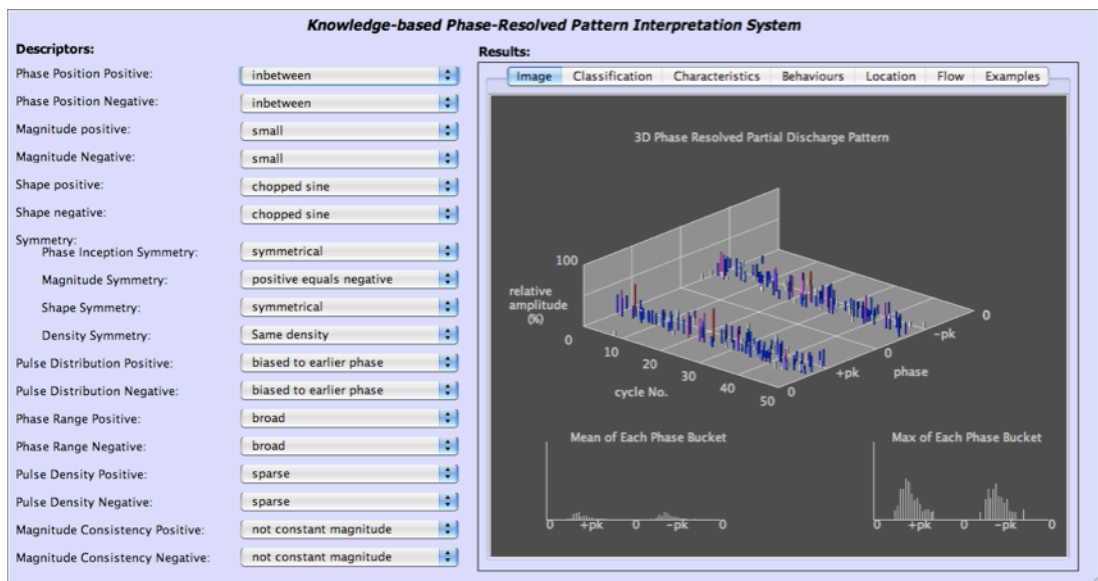 Knowledge-based Phase-Resolved Pattern Interpretation System
Descriptors:
Phase Position Positive: inbetween
Phase Position Negative: inbetween
Magnitude positive: small
Magnitude Negative: small
Shape positive: chopped sine
Shape negative: chopped sine
Symmetry:
Phase Inception Symmetry: symmetrical
Magnitude Symmetry: positive equals negative
Shape Symmetry: symmetrical
Density Symmetry: Same density
Pulse Distribution Positive: biased to earlier phase
Pulse Distribution Negative: biased to earlier phase
Phase Range Positive: broad
Phase Range Negative: broad
Pulse Density Positive: sparse
Pulse Density Negative: sparse
Magnitude Consistency Positive: not constant magnitude
Magnitude Consistency Negative: not constant magnitude
Results:
Image Classification Characteristics Behaviours Location Flow Examples
3D Phase Resolved Partial Discharge Pattern
100
relative
amplitude
(%)
0
0 10 20 30 40 50
cycle No.
0 +pk 0 -pk 0
phase
Mean of Each Phase Bucket
0 +pk 0 -pk 0
Max of Each Phase Bucket
0 +pk 0 -pk 0